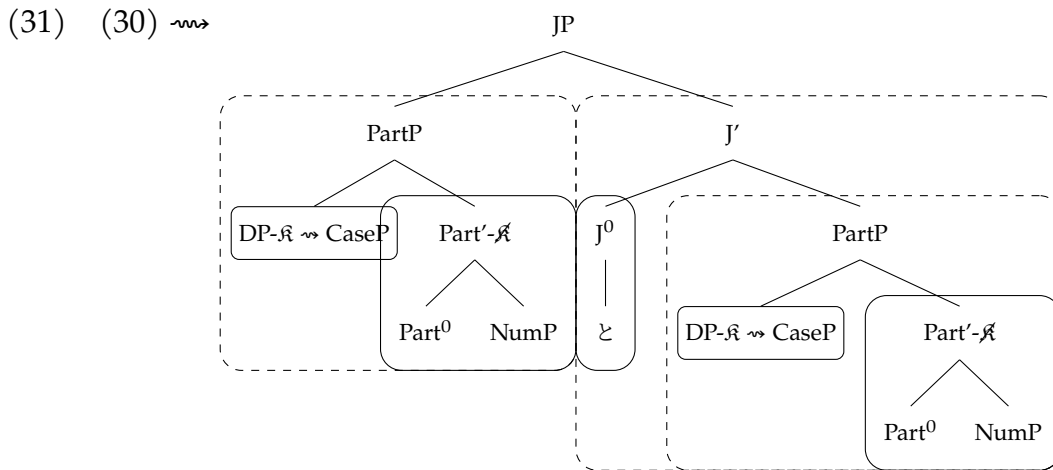 (31) (30) ⇝ JP
PartP J’
DP-𝔎 ⇝ CaseP Part’-𝔎̸ J⁰ PartP
Part⁰ NumP と DP-𝔎 ⇝ CaseP Part’-𝔎̸
Part⁰ NumP